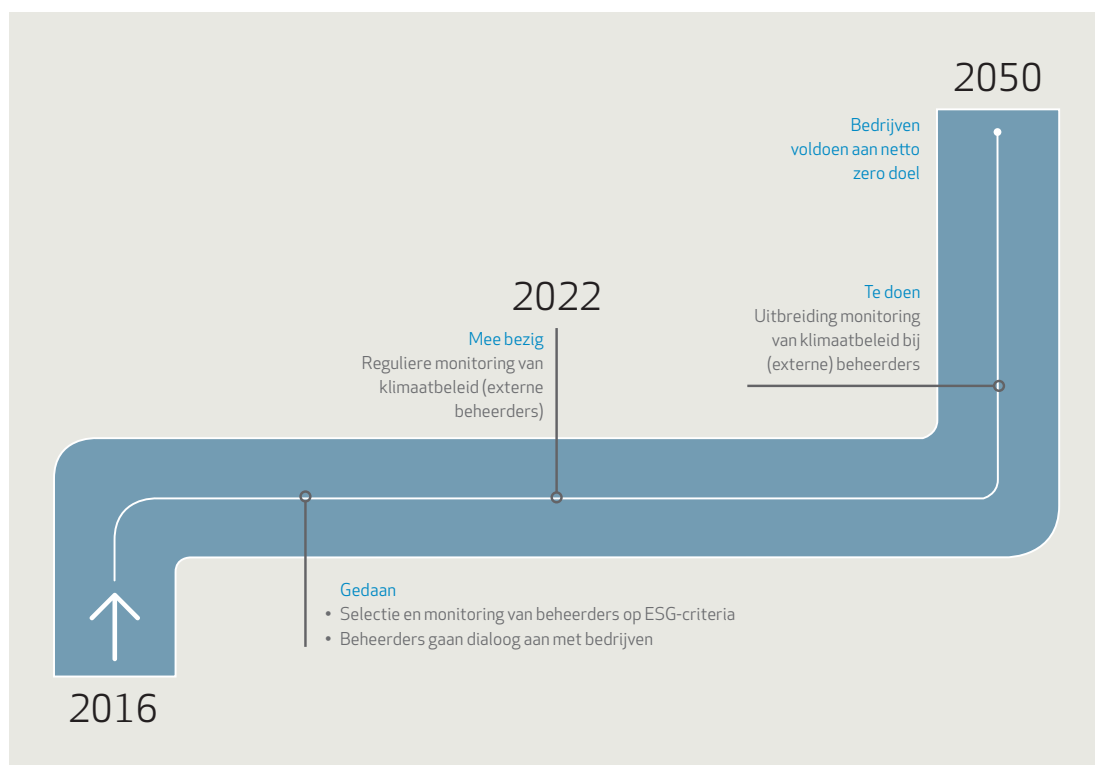 2050
Bedrijven
voldoen aan netto
zero doel
2022
Te doen
Uitbreiding monitoring
van klimaatbeleid bij
(externe) beheerders
Mee bezig
Reguliere monitoring van
klimaatbeleid (externe
beheerders)
Gedaan
• Selectie en monitoring van beheerders op ESG-criteria
• Beheerders gaan dialoog aan met bedrijven
2016